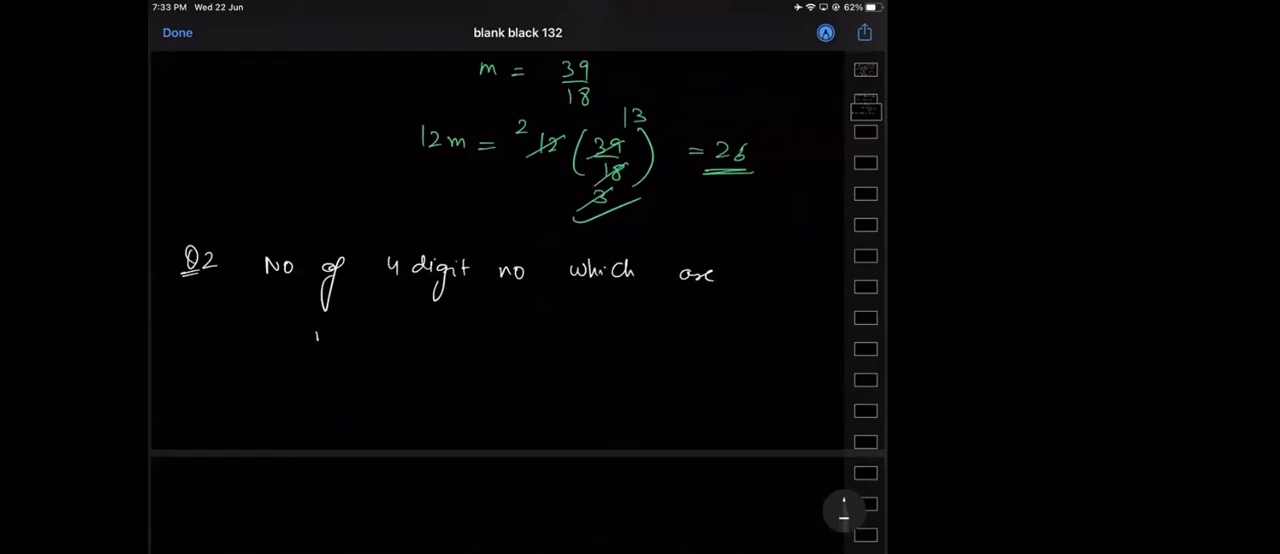 7:33 PM Wed 22 Jun
62%
Done
blank black 132
m = 39/18
12m = 2 12 (39/18) 13 3 = 26
Q2 No of 4 digit no which are